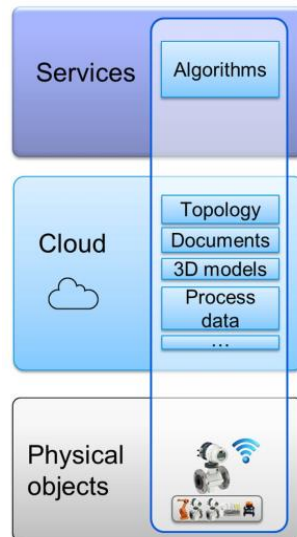 Services
Algorithms
Cloud
Topology
Documents
3D models
Process
data
...
Physical
objects